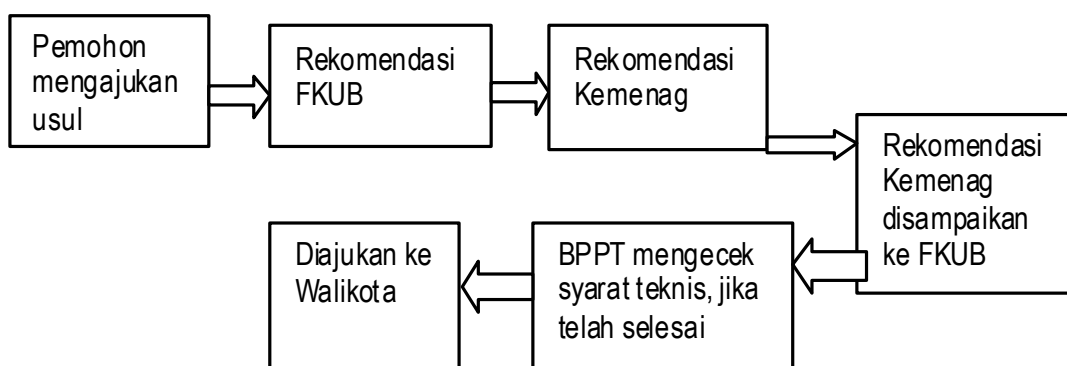 Pemohon
mengajukan
usul
Rekomendasi
FKUB
Rekomendasi
Kemenag
Rekomendasi
Kemenag
disampaikan
ke FKUB
BPPT mengecek
syarat teknis, jika
telah selesai
Diajukan ke
Walikota